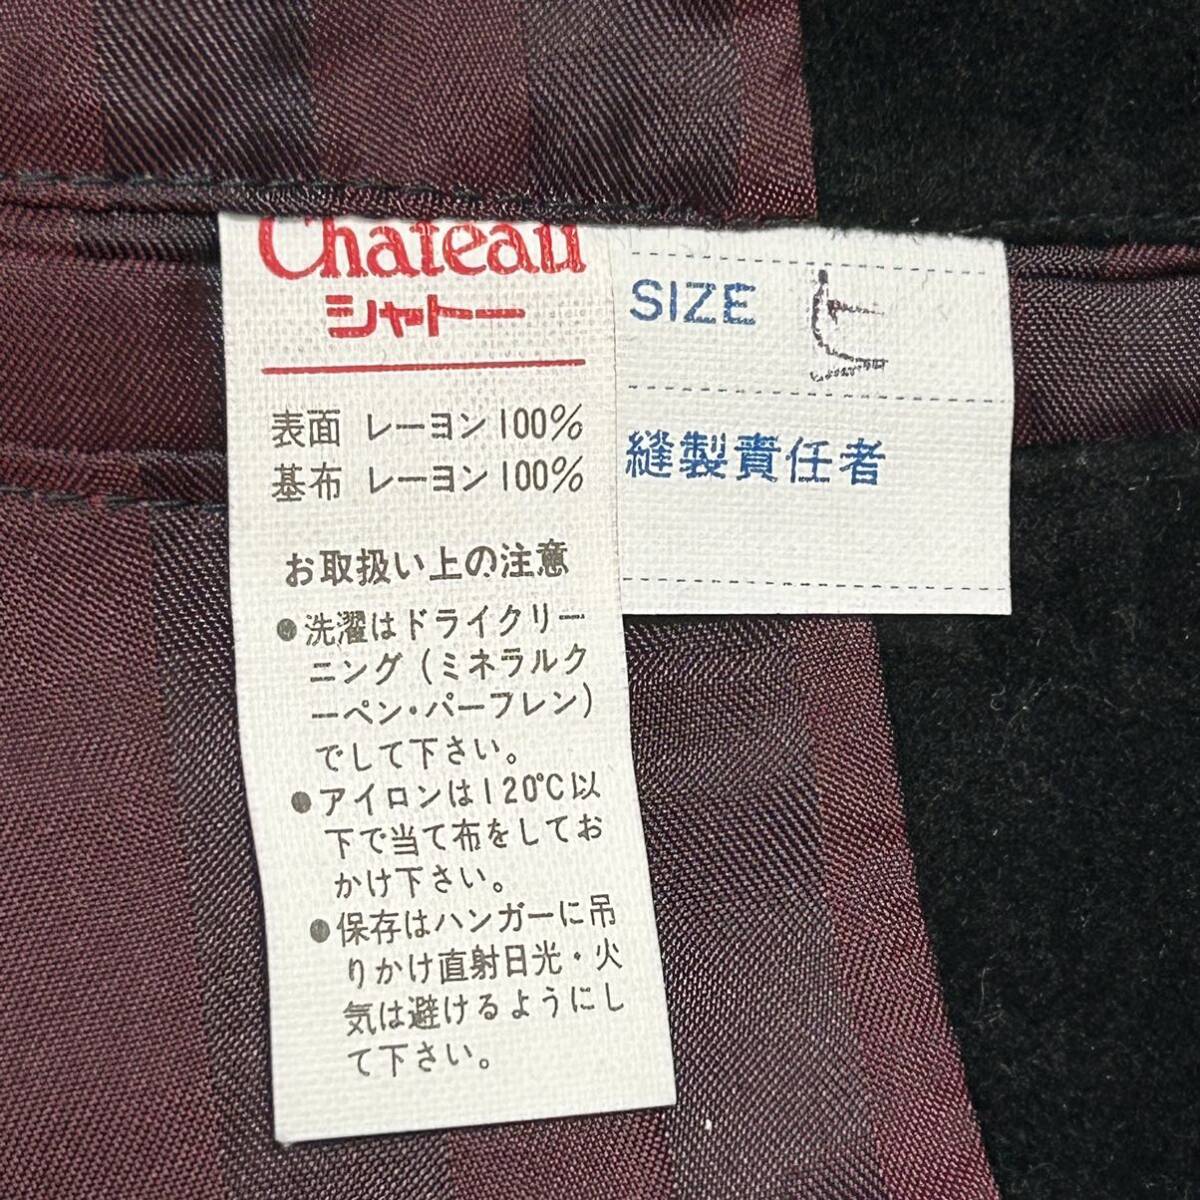 Chateau
シャトー
表面 レーヨン100%
基布 レーヨン100%
お取扱い上の注意
●洗濯はドライクリー
ニング(ミネラルク
ーペン・パーフレン)
でして下さい。
●アイロンは120℃以
下で当て布をしてお
かけ下さい。
●保存はハンガーに吊
りかけ直射日光・火
気は避けるようにし
て下さい。
SIZE
縫製責任者